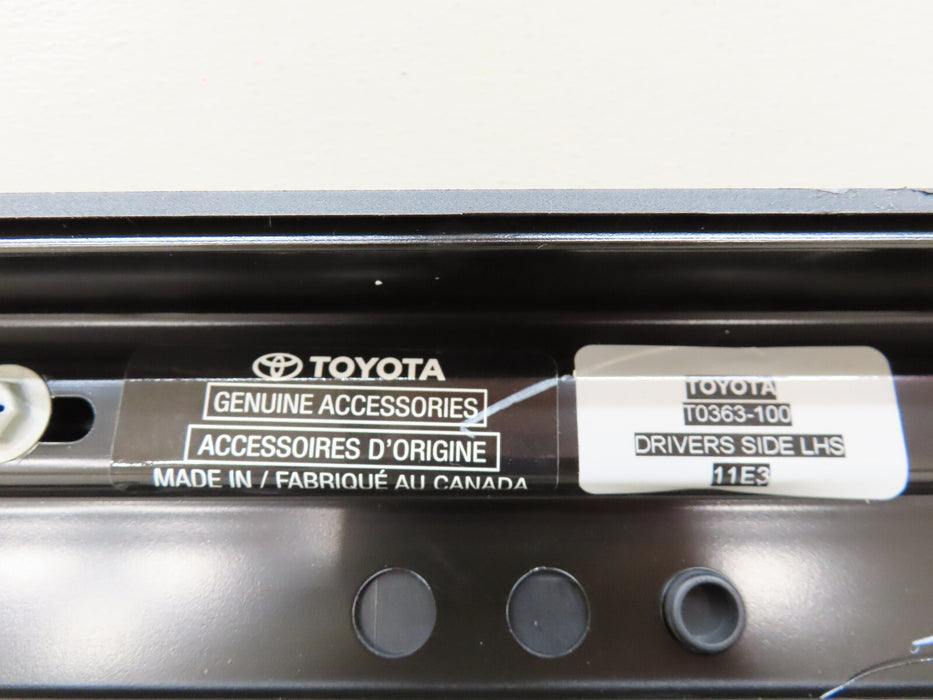 TOYOTA
GENUINE ACCESSORIES
ACCESSOIRES D'ORIGINE
MADE IN / FABRIQUÉ AU CANADA
TOYOTA
T0363-100
DRIVERS SIDE LHS
11E3